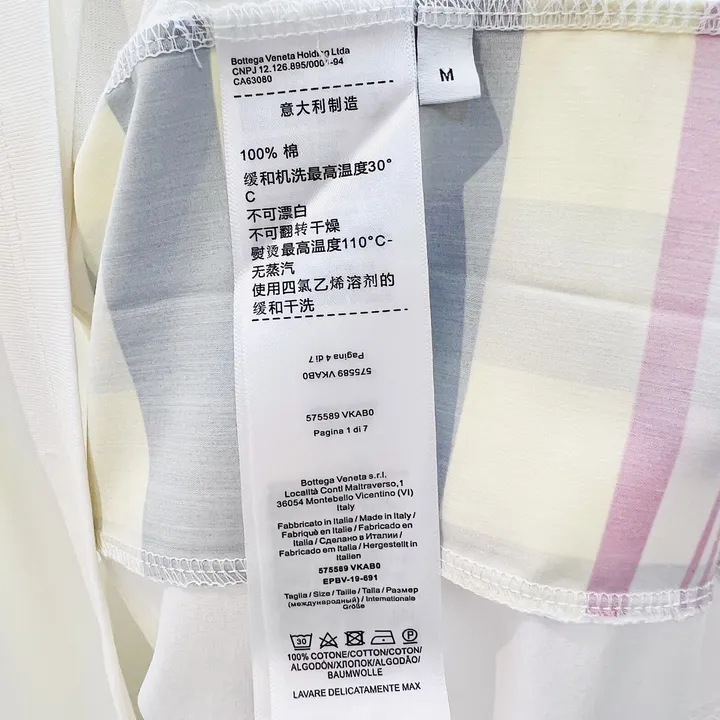 Bottega Veneta Holding Ltda
CNPJ 12.126.895/0001-94
CA63080
M
意大利制造
100% 棉
缓和机洗最高温度30°
C
不可漂白
不可翻转干燥
熨烫最高温度110°C-
无蒸汽
使用四氯乙烯溶剂的
缓和干洗
Pagina 4 di 7
575589 VKAB0
575589 VKAB0
Pagina 1 di 7
Bottega Veneta s.r.l.
Località Conti Maltraverso,1
36054 Montebello Vicentino (VI)
Italy
Fabbricato in Italia / Made in Italy /
Fabriqué en Italie / Fabricado en
Italia / Сделано в Италии /
Fabricado em Itália / Hergestellt in
Italien
575589 VKAB0
EPBV-19-691
Taglia / Size / Taille / Talla / Размер
(международный) / Internationale
Größe
30 P
100% COTONE/COTTON/COTON/
ALGODÓN/ХЛОПОК/ALGODÃO/
BAUMWOLLE
LAVARE DELICATAMENTE MAX